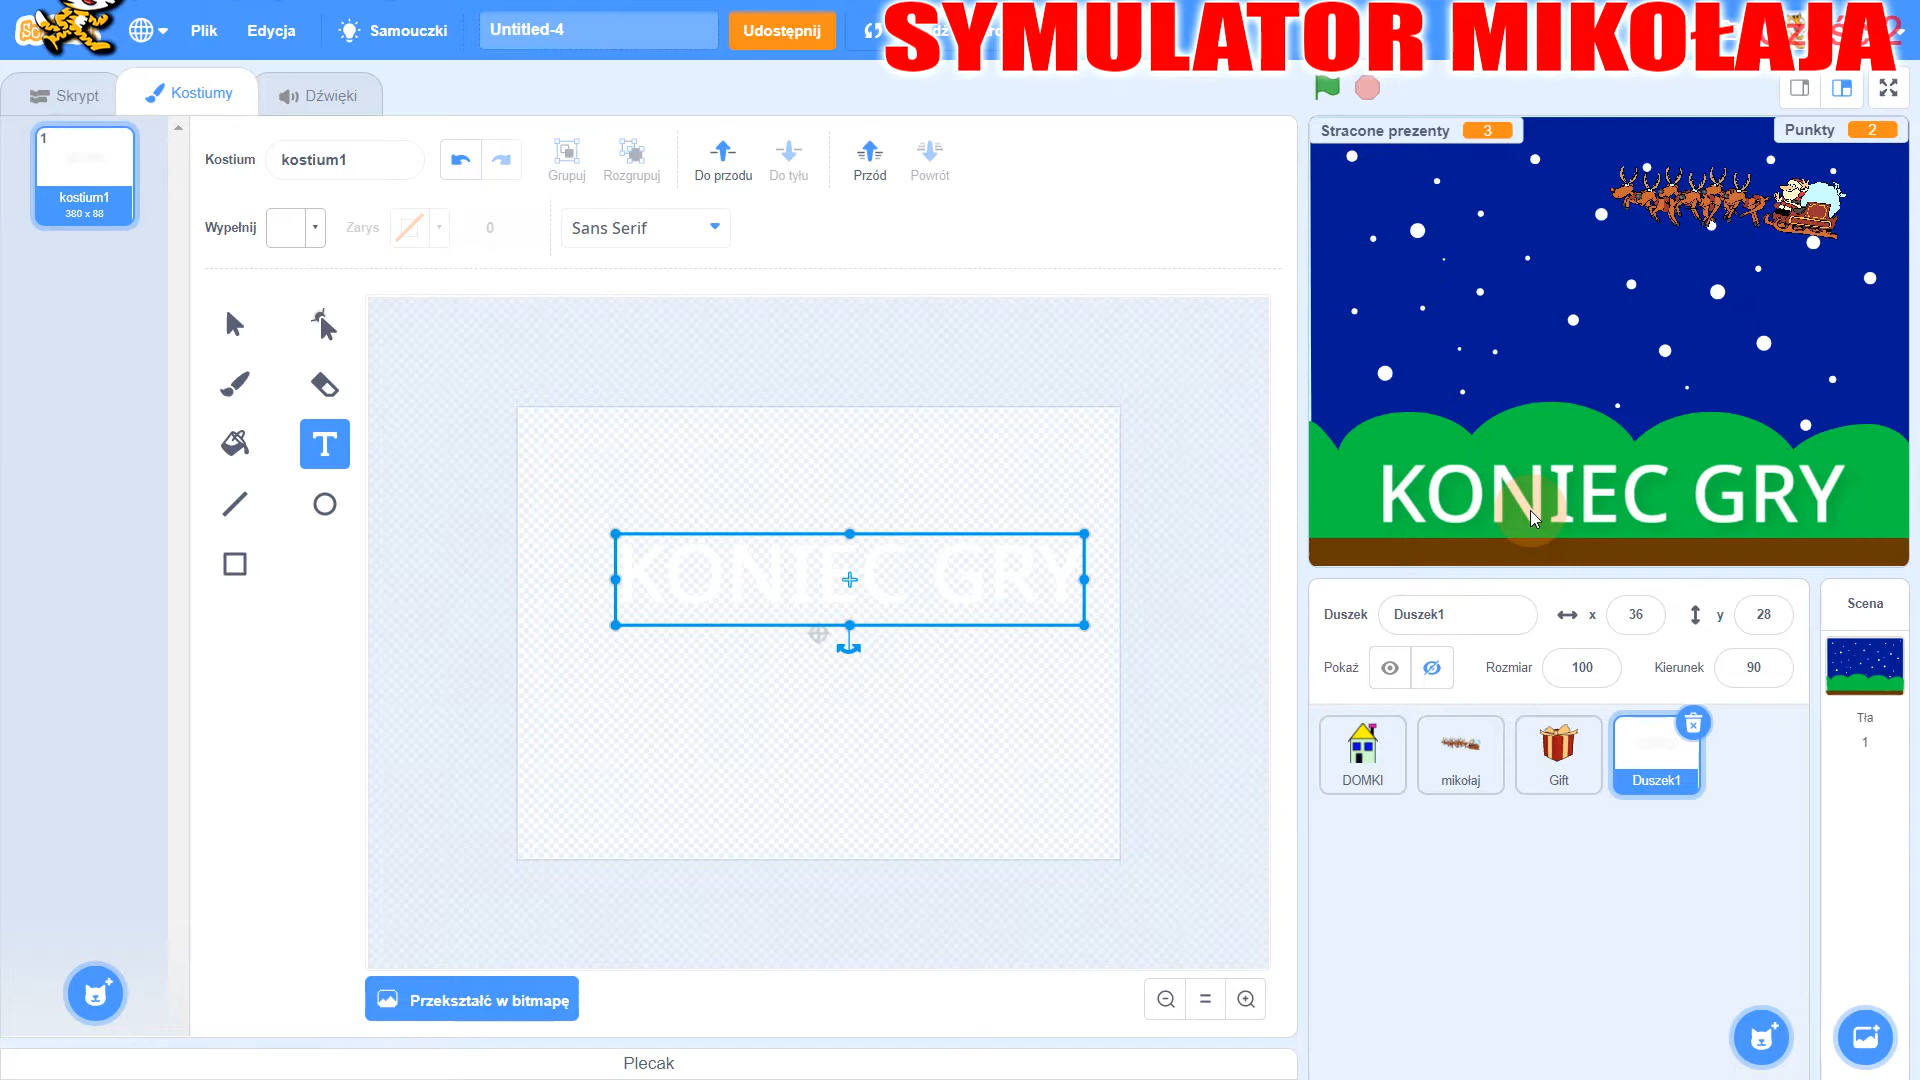 SYMULATOR MIKOŁAJA
Plik
Edycja
Samouczki
Untitled-4
Udostępnij
Skrypt
Kostiumy
Dźwięki
1
kostium1
380 x 88
Kostium
kostium1
Grupuj
Rozgrupuj
Do przodu
Do tyłu
Przód
Powrót
Wypełnij
Zarys
0
Sans Serif
KONIEC GRY
Przekształć w bitmapę
Plecak
Stracone prezenty 3
Punkty 2
KONIEC GRY
Duszek
Duszek1
x
36
y
28
Pokaż
Rozmiar
100
Kierunek
90
DOMKI
mikołaj
Gift
Duszek1
Scena
Tła
1